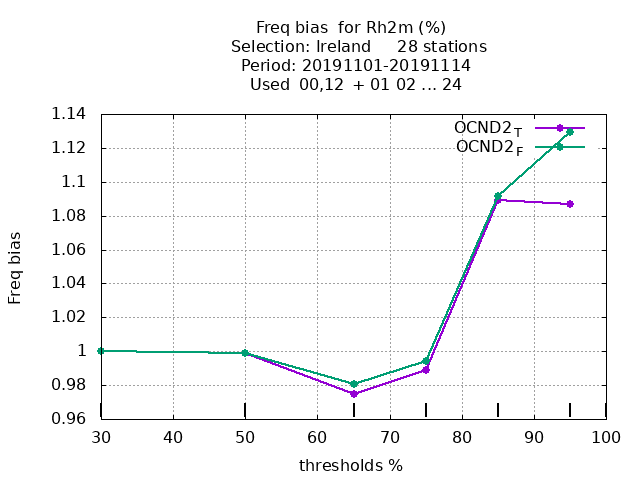 Freq bias  for Rh2m (%)
Selection: Ireland     28 stations
Period: 20191101-20191114
Used  00,12  + 01 02 ... 24
1.14
1.12
1.1
1.08
1.06
1.04
1.02
1
0.98
0.96
Freq bias
OCND2T
OCND2F
30 40 50 60 70 80 90 100
thresholds %